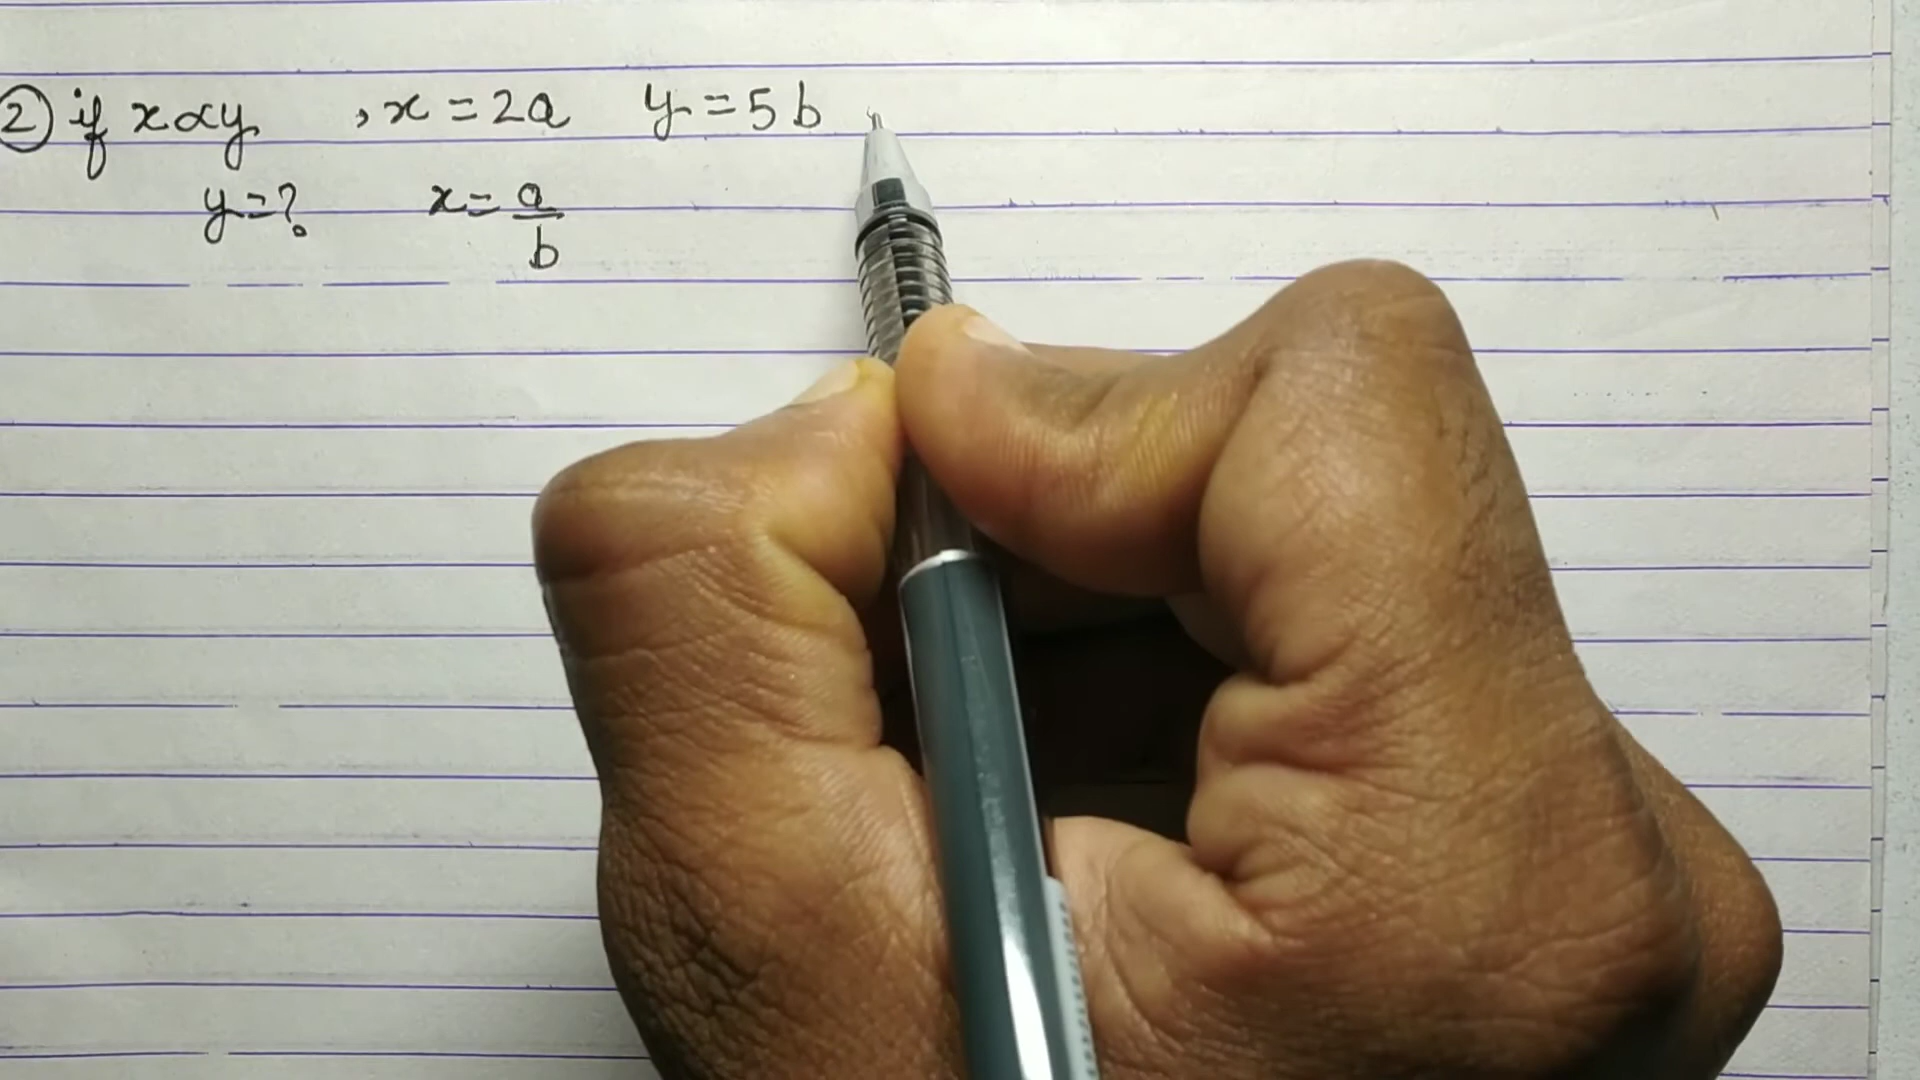 ② if x ∝ y , x = 2a y = 5b
y = ? x = a/b